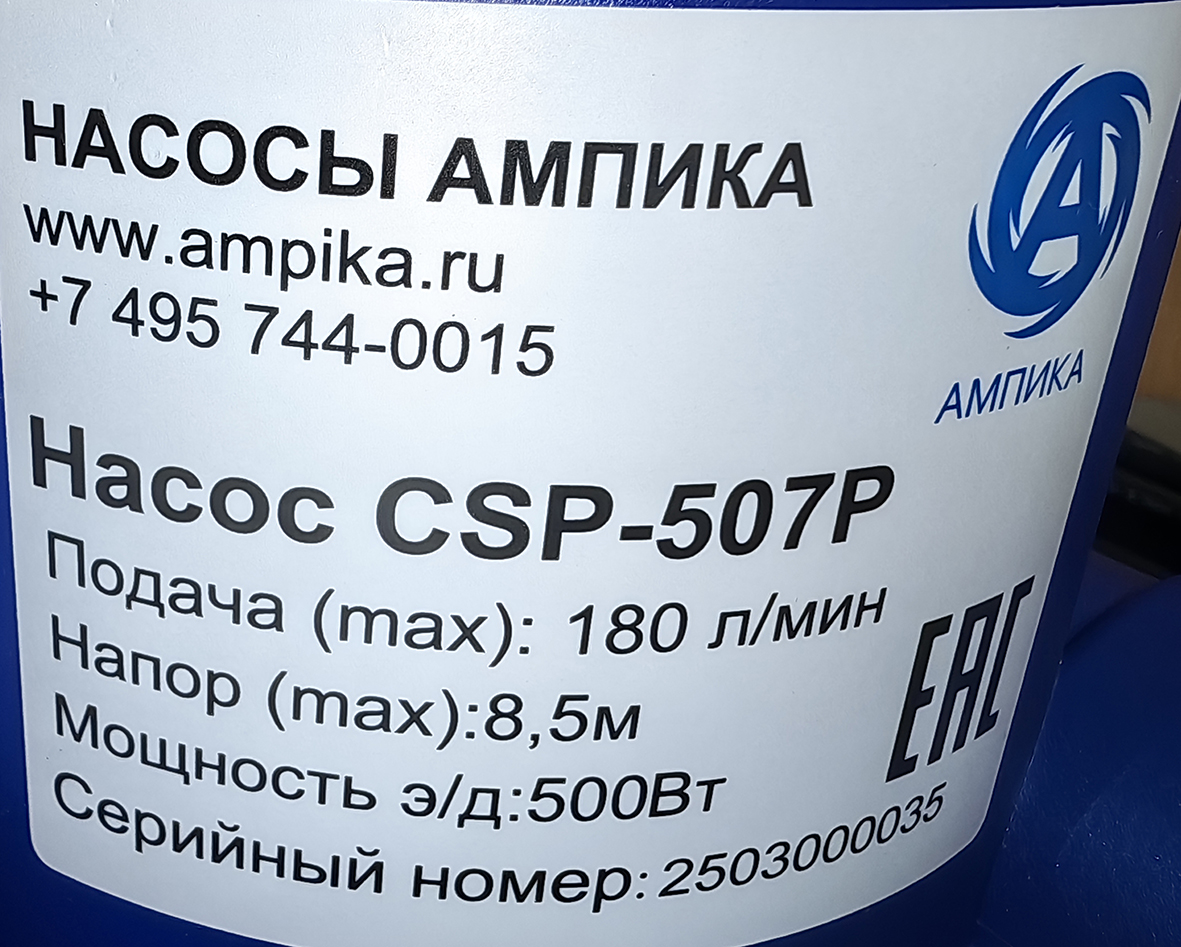 НАСОСЫ АМПИКА
www.ampika.ru
+7 495 744-0015
АМПИКА
Насос CSP-507P
Подача (max): 180 л/мин
Напор (max):8,5м
Мощность э/д:500Вт
EAC
Серийный номер: 2503000035